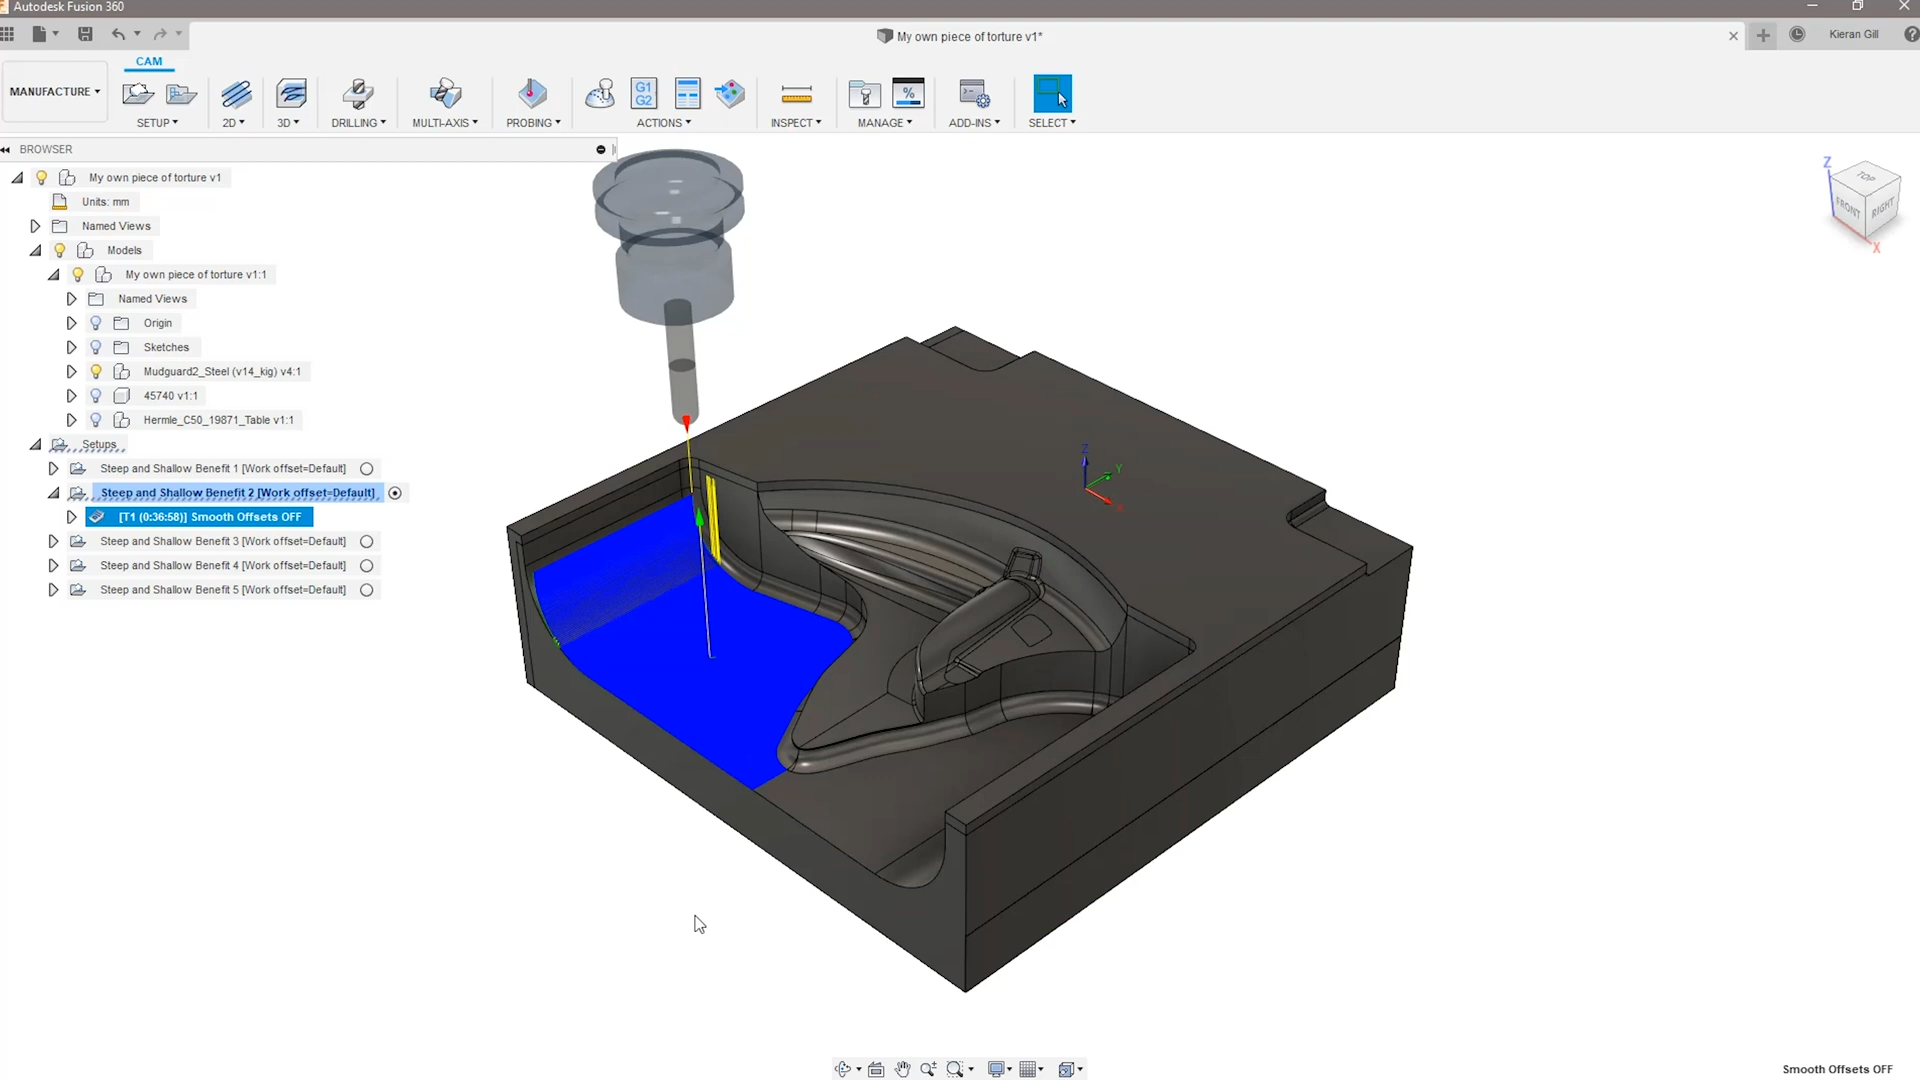 Autodesk Fusion 360
My own piece of torture v1*
Kieran Gill
CAM
MANUFACTURE
G1
G2
%
SETUP
2D
3D
DRILLING
MULTI-AXIS
PROBING
ACTIONS
INSPECT
MANAGE
ADD-INS
SELECT
BROWSER
My own piece of torture v1
Units: mm
Named Views
Models
My own piece of torture v1:1
Named Views
Origin
Sketches
Mudguard2_Steel (v14_kig) v4:1
45740 v1:1
Hermle_C50_19871_Table v1:1
Setups
Steep and Shallow Benefit 1 [Work offset=Default]
Steep and Shallow Benefit 2 [Work offset=Default]
[T1 (0:36:58)] Smooth Offsets OFF
Steep and Shallow Benefit 3 [Work offset=Default]
Steep and Shallow Benefit 4 [Work offset=Default]
Steep and Shallow Benefit 5 [Work offset=Default]
Z
TOP
FRONT
RIGHT
X
Z
Y
X
Smooth Offsets OFF